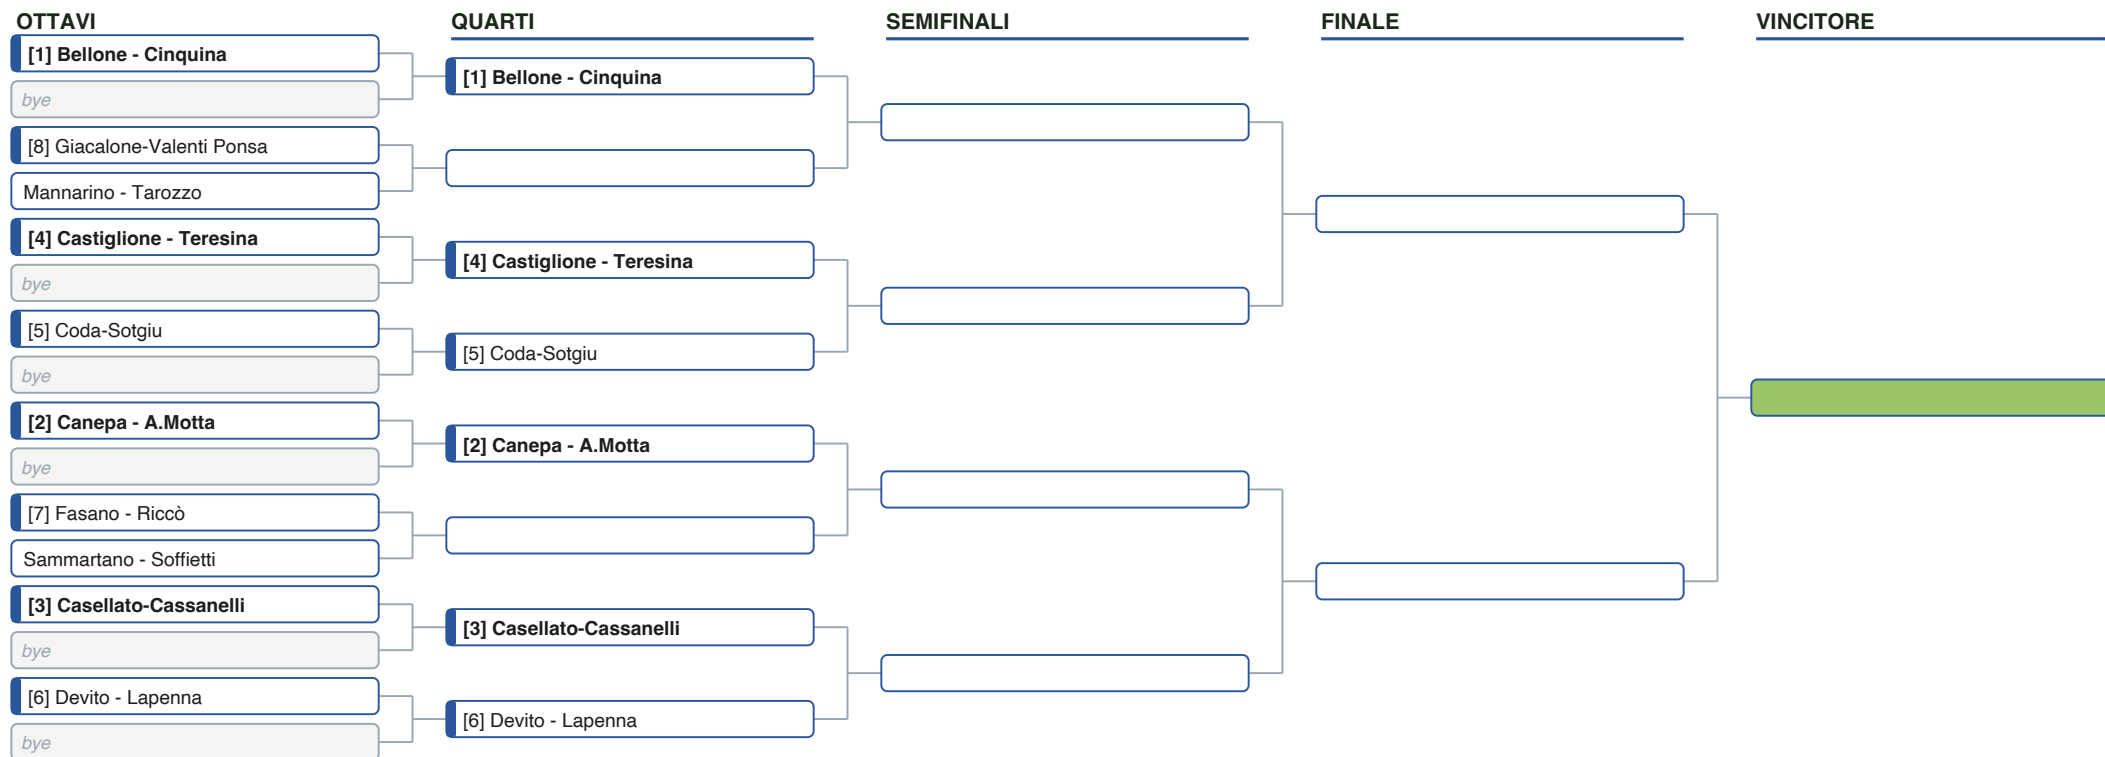 OTTAVI
QUARTI
SEMIFINALI
FINALE
VINCITORE
[1] Bellone - Cinquina
bye
[8] Giacalone-Valenti Ponsa
Mannarino - Tarozzo
[4] Castiglione - Teresina
bye
[5] Coda-Sotgiu
bye
[2] Canepa - A.Motta
bye
[7] Fasano - Riccò
Sammartano - Soffietti
[3] Casellato-Cassanelli
bye
[6] Devito - Lapenna
bye
[1] Bellone - Cinquina
[4] Castiglione - Teresina
[5] Coda-Sotgiu
[2] Canepa - A.Motta
[3] Casellato-Cassanelli
[6] Devito - Lapenna